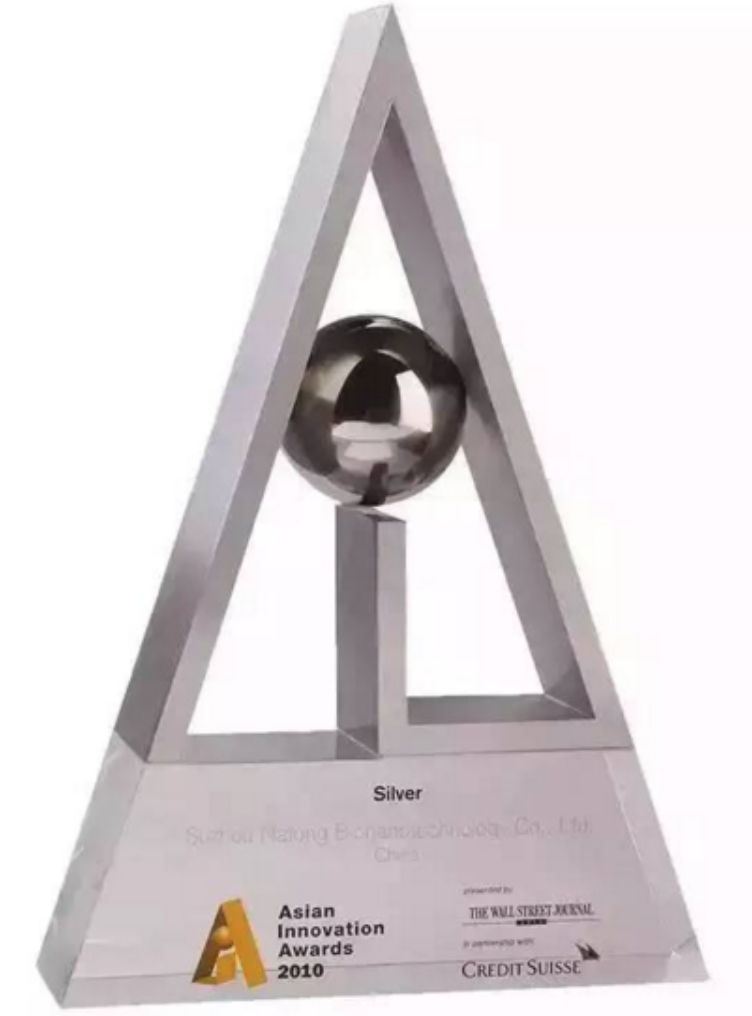 Silver
Suzhou Natong Bionanotechnology Co., Ltd.
China
Asian
Innovation
Awards
2010
presented by
THE WALL STREET JOURNAL
ASIA
in partnership with
CREDIT SUISSE